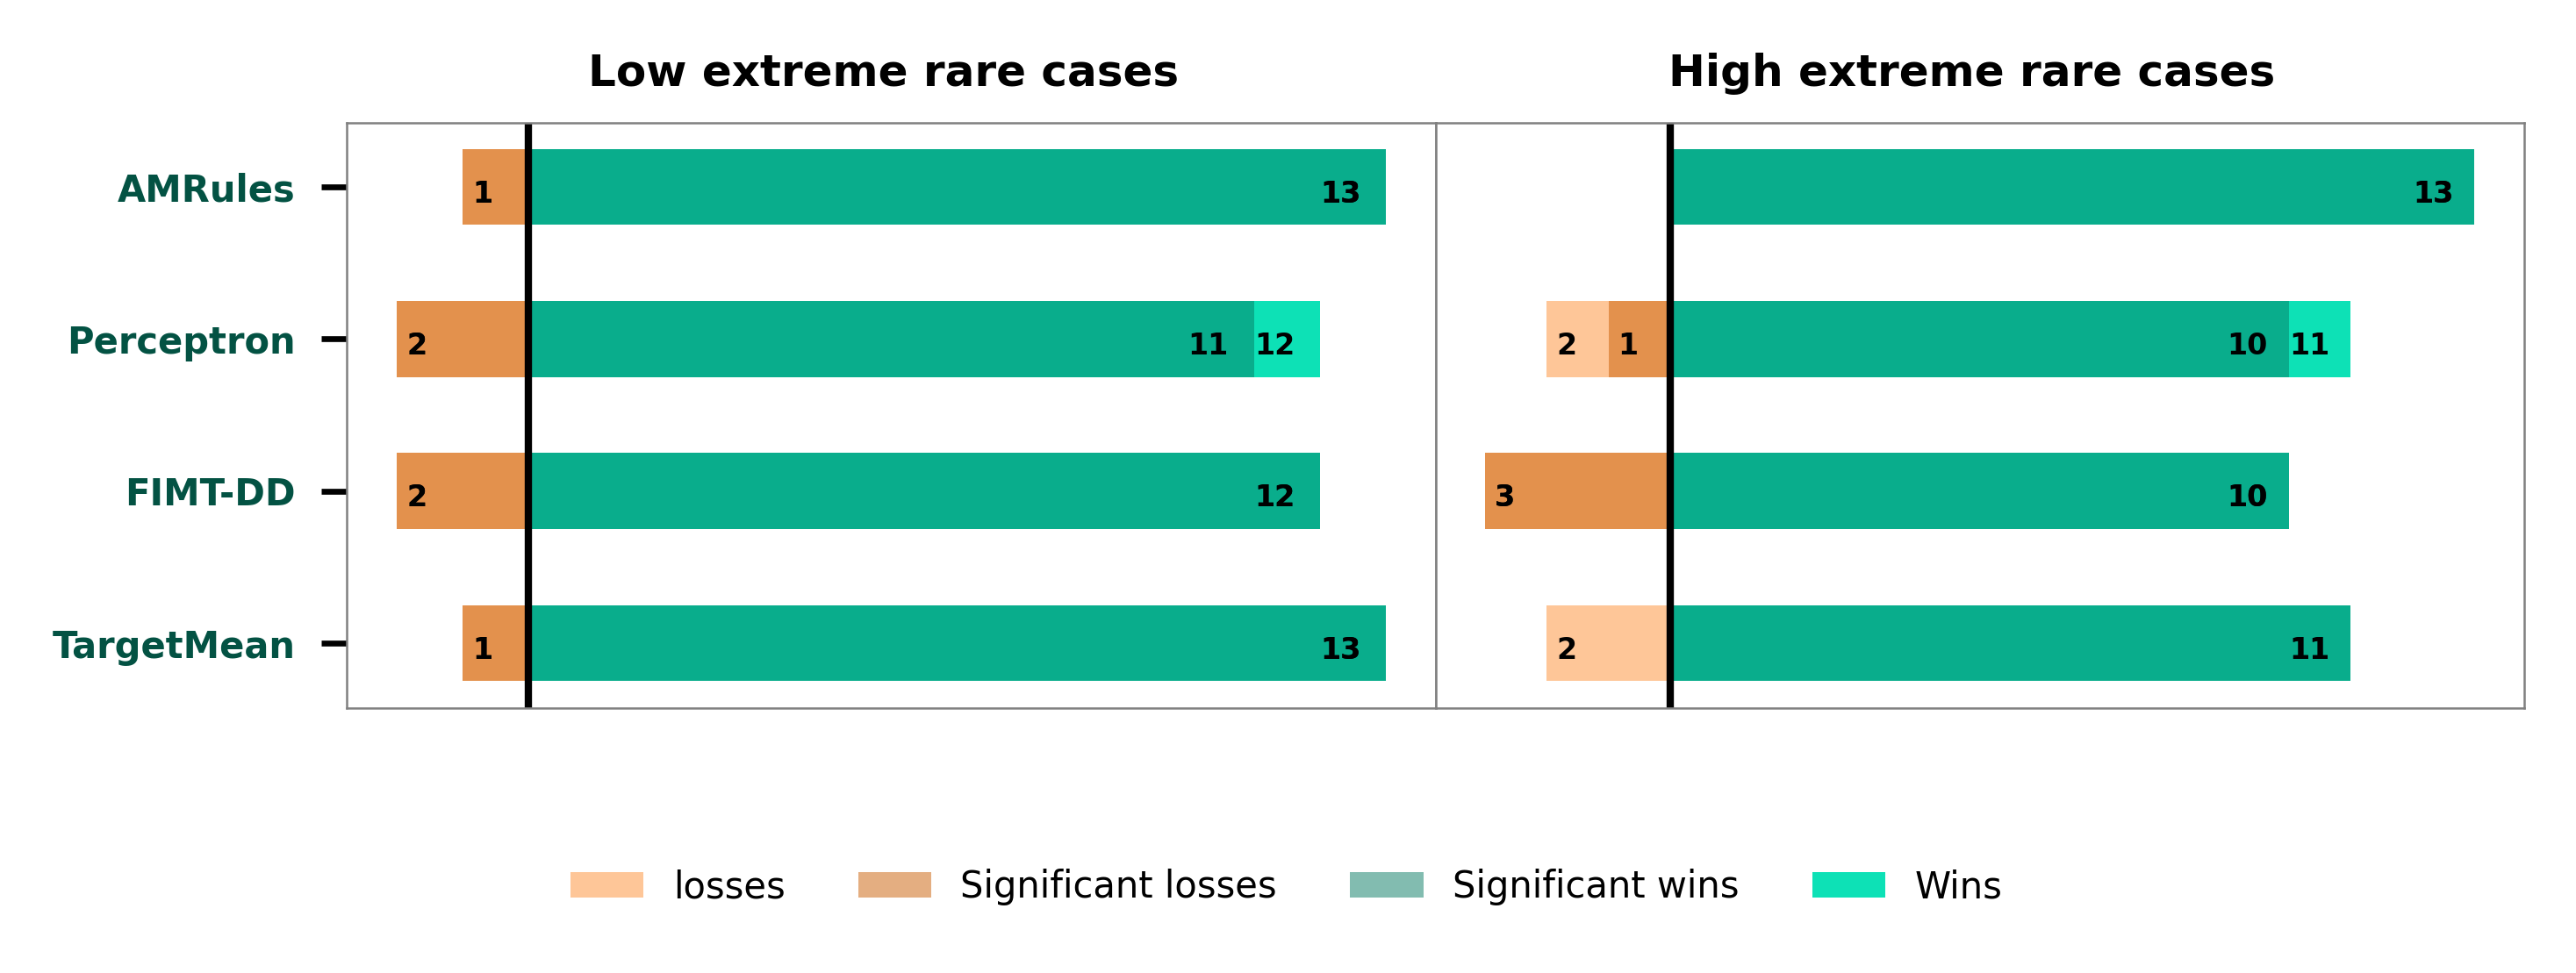 Low extreme rare cases High extreme rare cases
AMRules 1 13 13
Perceptron 2 11 12 2 1 10 11
FIMT-DD 2 12 3 10
TargetMean 1 13 2 11
losses Significant losses Significant wins Wins